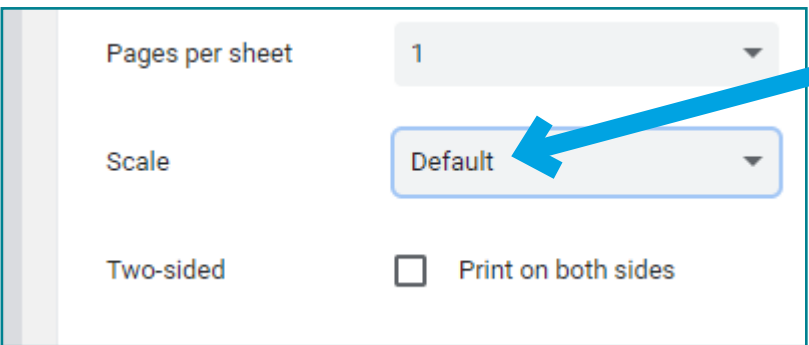 Pages per sheet 1
Scale Default
Two-sided Print on both sides